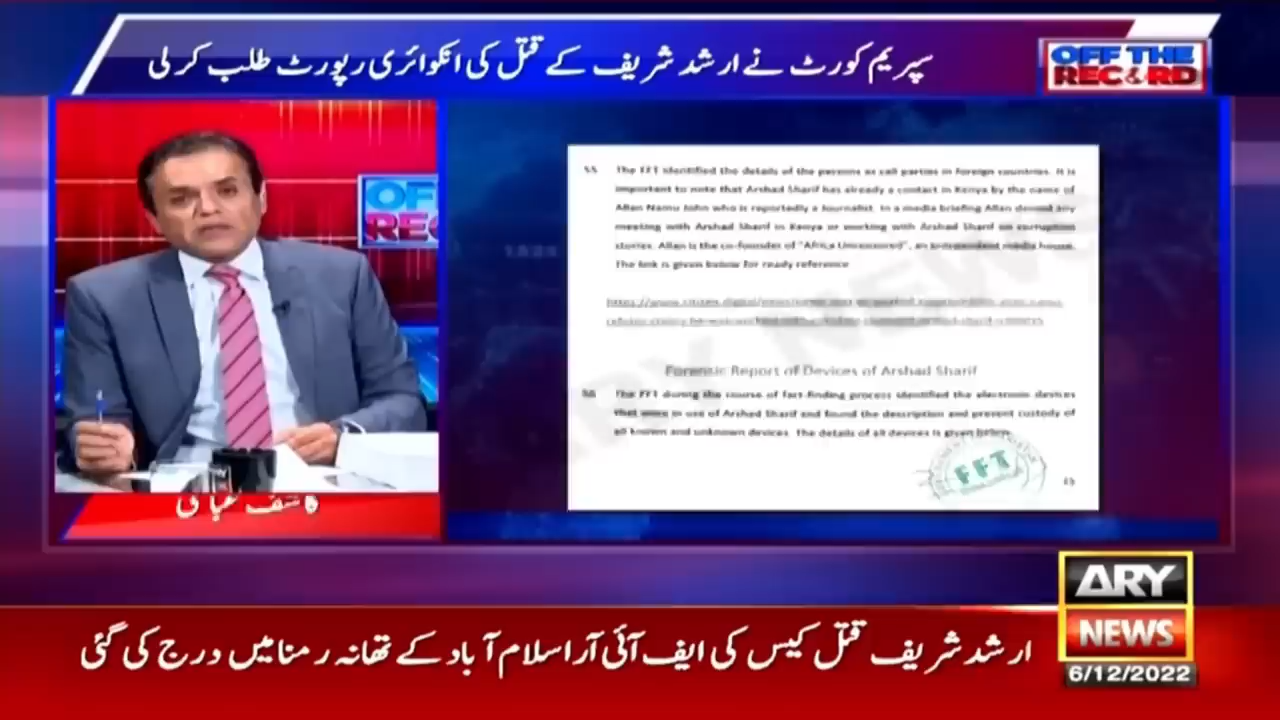 سپریم کورٹ نے ارشد شریف کے قتل کی انکوائری رپورٹ طلب کر لی
OFF THE
RECORD
55 The FFT identified the details of the persons as call parties in foreign countries. It is
important to note that Arshad Sharif has already a contact in Kenya by the name of
Allan Namu John who is reportedly a journalist. In a media briefing Allan denied any
meeting with Arshad Sharif in Kenya or working with Arshad Sharif on corruption
stories. Allan is the co-founder of "Africa Uncensored", an independent media house.
The link is given below for ready reference
Forensic Report of Devices of Arshad Sharif
56 The FFT during the course of fact-finding process identified the electronic devices
that were in use of Arshed Sharif and found the description and present custody of
all known and unknown devices. The details of all devices is given below
FFT
کاشف عباسی
ARY
NEWS
6/12/2022
ارشد شریف قتل کیس کی ایف آئی آر اسلام آباد کے تھانہ رمنا میں درج کی گئی